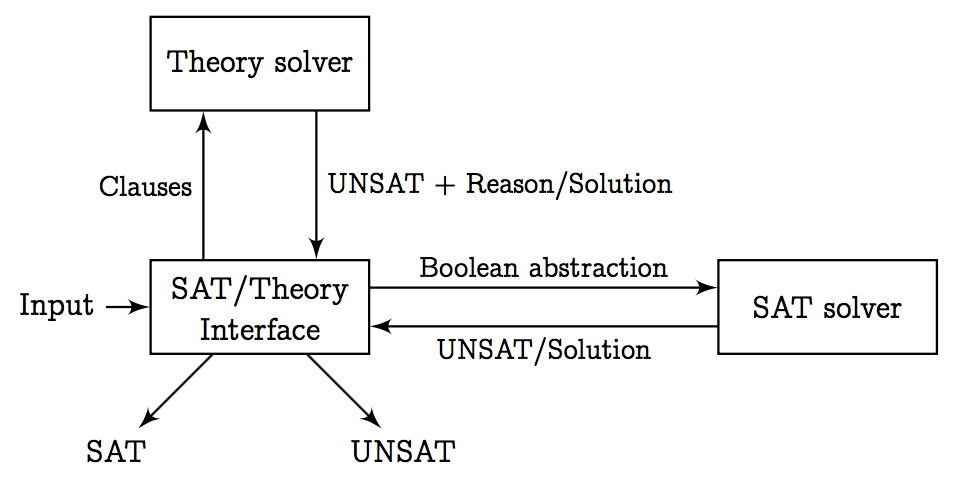 Theory solver
Clauses
UNSAT + Reason/Solution
Boolean abstraction
Input
SAT/Theory
Interface
SAT solver
UNSAT/Solution
SAT
UNSAT